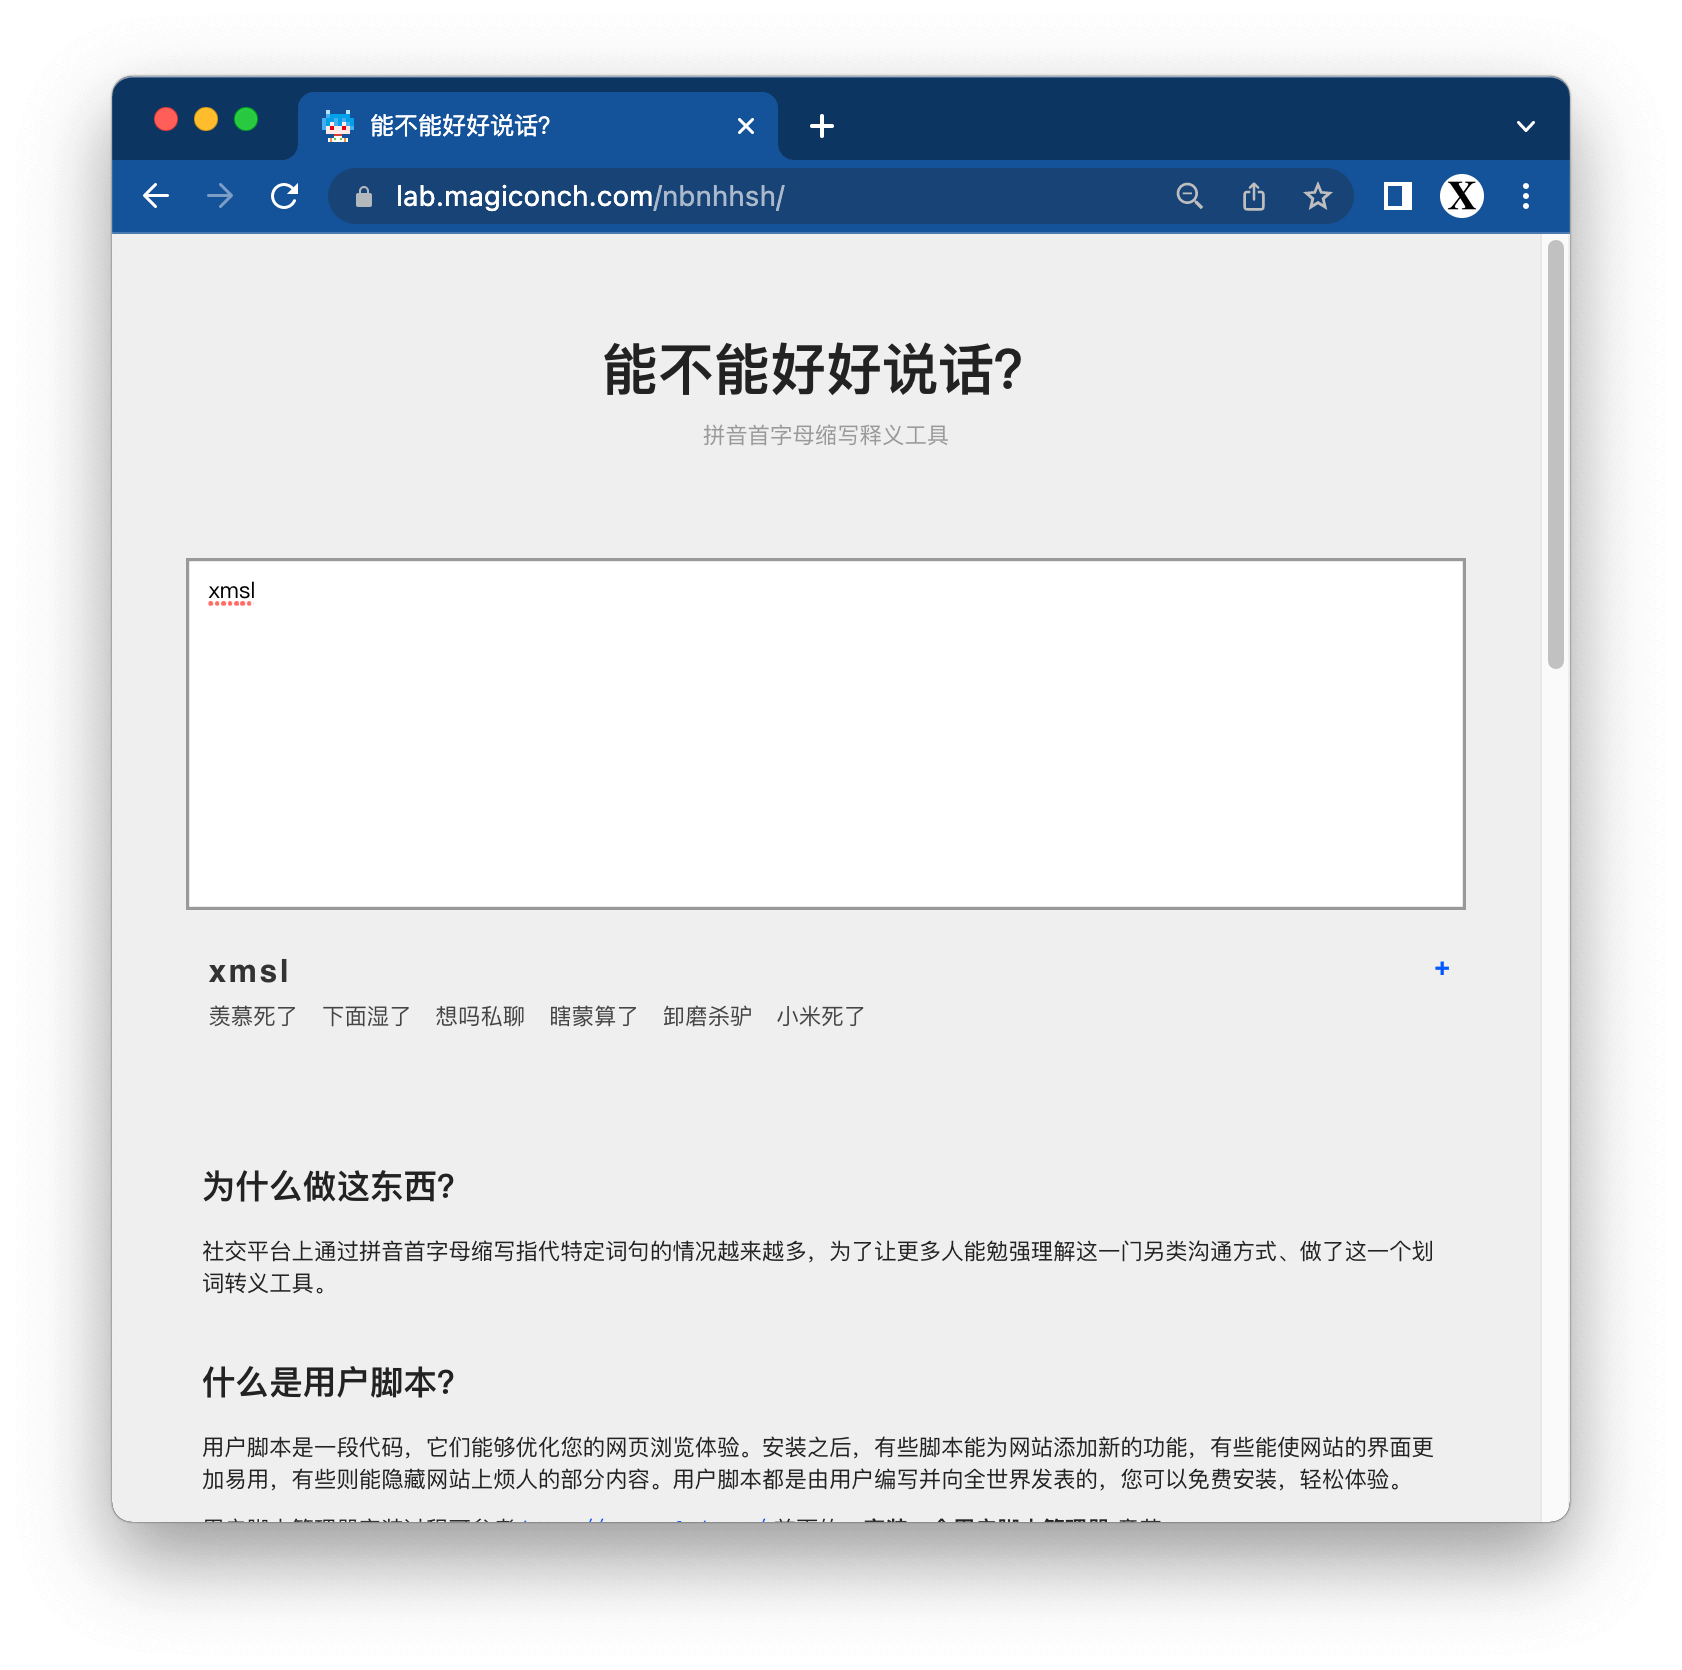 能不能好好说话?
lab.magiconch.com/nbnhhsh/
X
能不能好好说话?
拼音首字母缩写释义工具
xmsl
xmsl
+
羡慕死了 下面湿了 想吗私聊 瞎蒙算了 卸磨杀驴 小米死了
为什么做这东西?
社交平台上通过拼音首字母缩写指代特定词句的情况越来越多，为了让更多人能勉强理解这一门另类沟通方式、做了这一个划
词转义工具。
什么是用户脚本?
用户脚本是一段代码，它们能够优化您的网页浏览体验。安装之后，有些脚本能为网站添加新的功能，有些能使网站的界面更
加易用，有些则能隐藏网站上烦人的部分内容。用户脚本都是由用户编写并向全世界发表的，您可以免费安装，轻松体验。